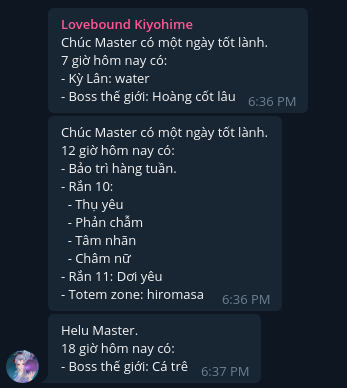 Lovebound Kiyohime
Chúc Master có một ngày tốt lành.
7 giờ hôm nay có:
- Kỳ Lân: water
- Boss thế giới: Hoàng cốt lâu
6:36 PM
Chúc Master có một ngày tốt lành.
12 giờ hôm nay có:
- Bảo trì hàng tuần.
- Rắn 10:
- Thụ yêu
- Phản chẫm
- Tâm nhãn
- Châm nữ
- Rắn 11: Dơi yêu
- Totem zone: hiromasa
6:36 PM
Helu Master.
18 giờ hôm nay có:
- Boss thế giới: Cá trê
6:37 PM